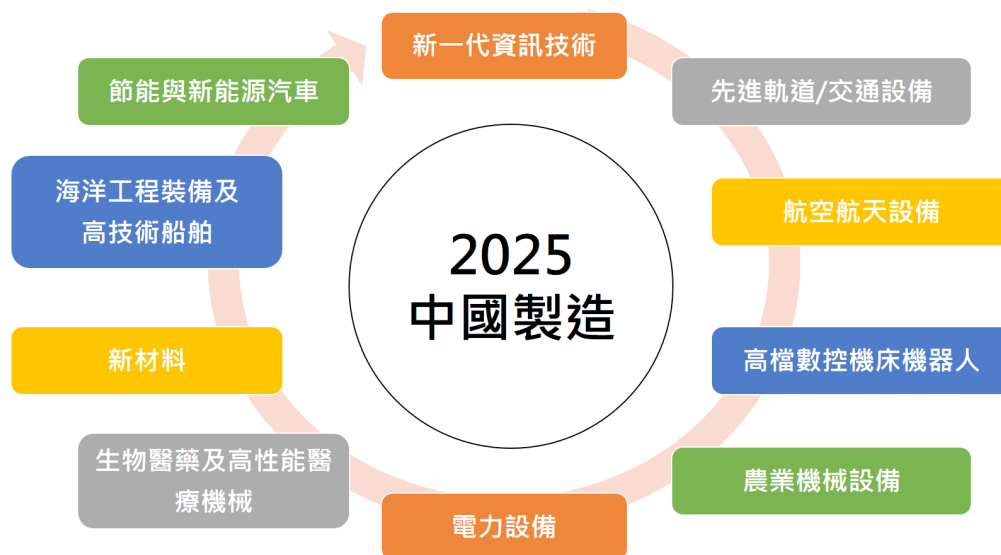 新一代資訊技術
先進軌道/交通設備
航空航天設備
高檔數控機床機器人
農業機械設備
電力設備
生物醫藥及高性能醫
療機械
新材料
海洋工程裝備及
高技術船舶
節能與新能源汽車
2025
中國製造